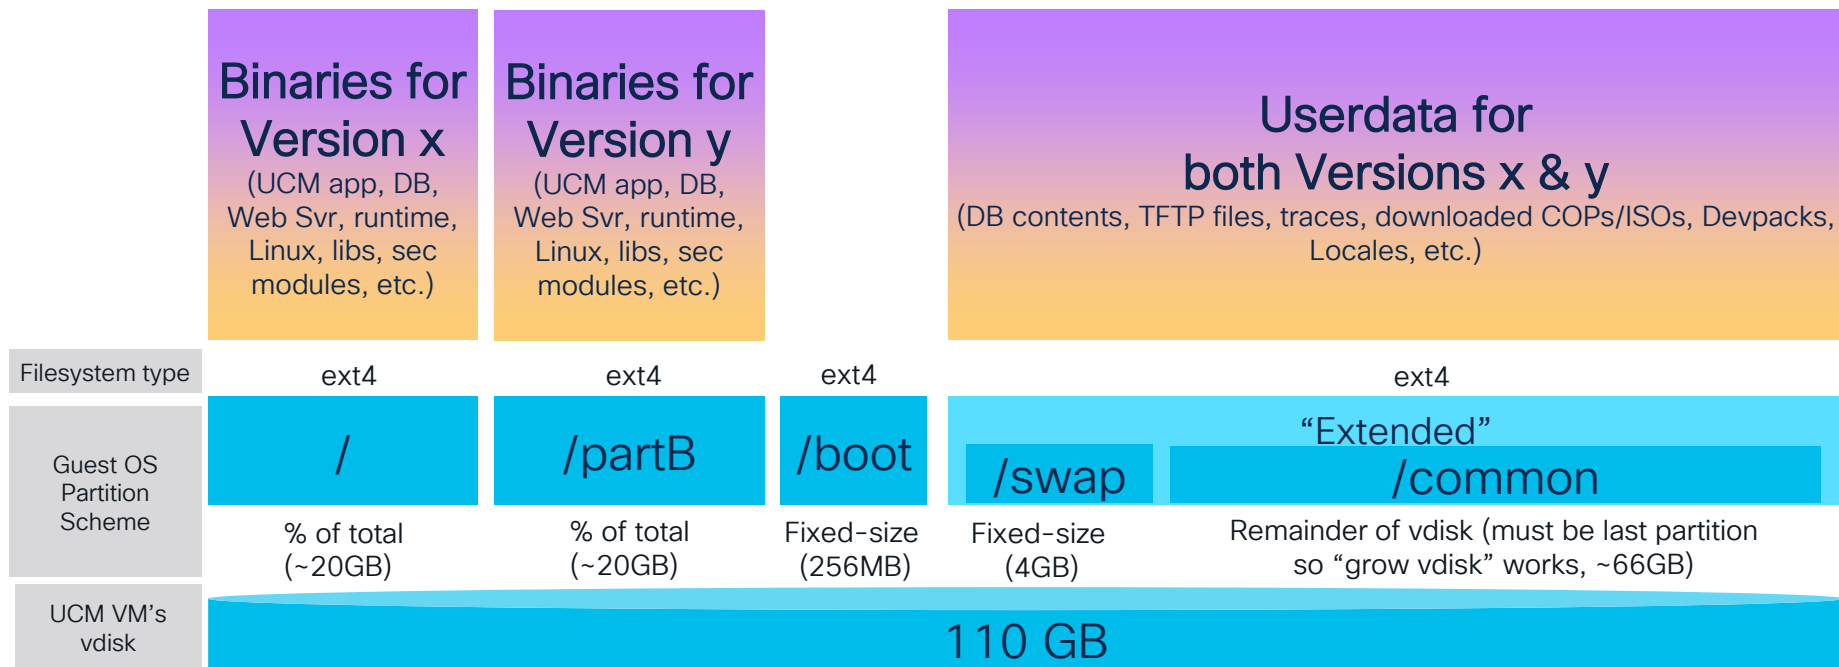 Binaries for
Version x
(UCM app, DB,
Web Svr, runtime,
Linux, libs, sec
modules, etc.)
Binaries for
Version y
(UCM app, DB,
Web Svr, runtime,
Linux, libs, sec
modules, etc.)
Userdata for
both Versions x & y
(DB contents, TFTP files, traces, downloaded COPs/ISOs, Devpacks,
Locales, etc.)
Filesystem type
ext4
ext4
ext4
ext4
Guest OS
Partition
Scheme
/
/partB
/boot
“Extended”
/swap
/common
% of total
(~20GB)
% of total
(~20GB)
Fixed-size
(256MB)
Fixed-size
(4GB)
Remainder of vdisk (must be last partition
so “grow vdisk” works, ~66GB)
UCM VM’s
vdisk
110 GB